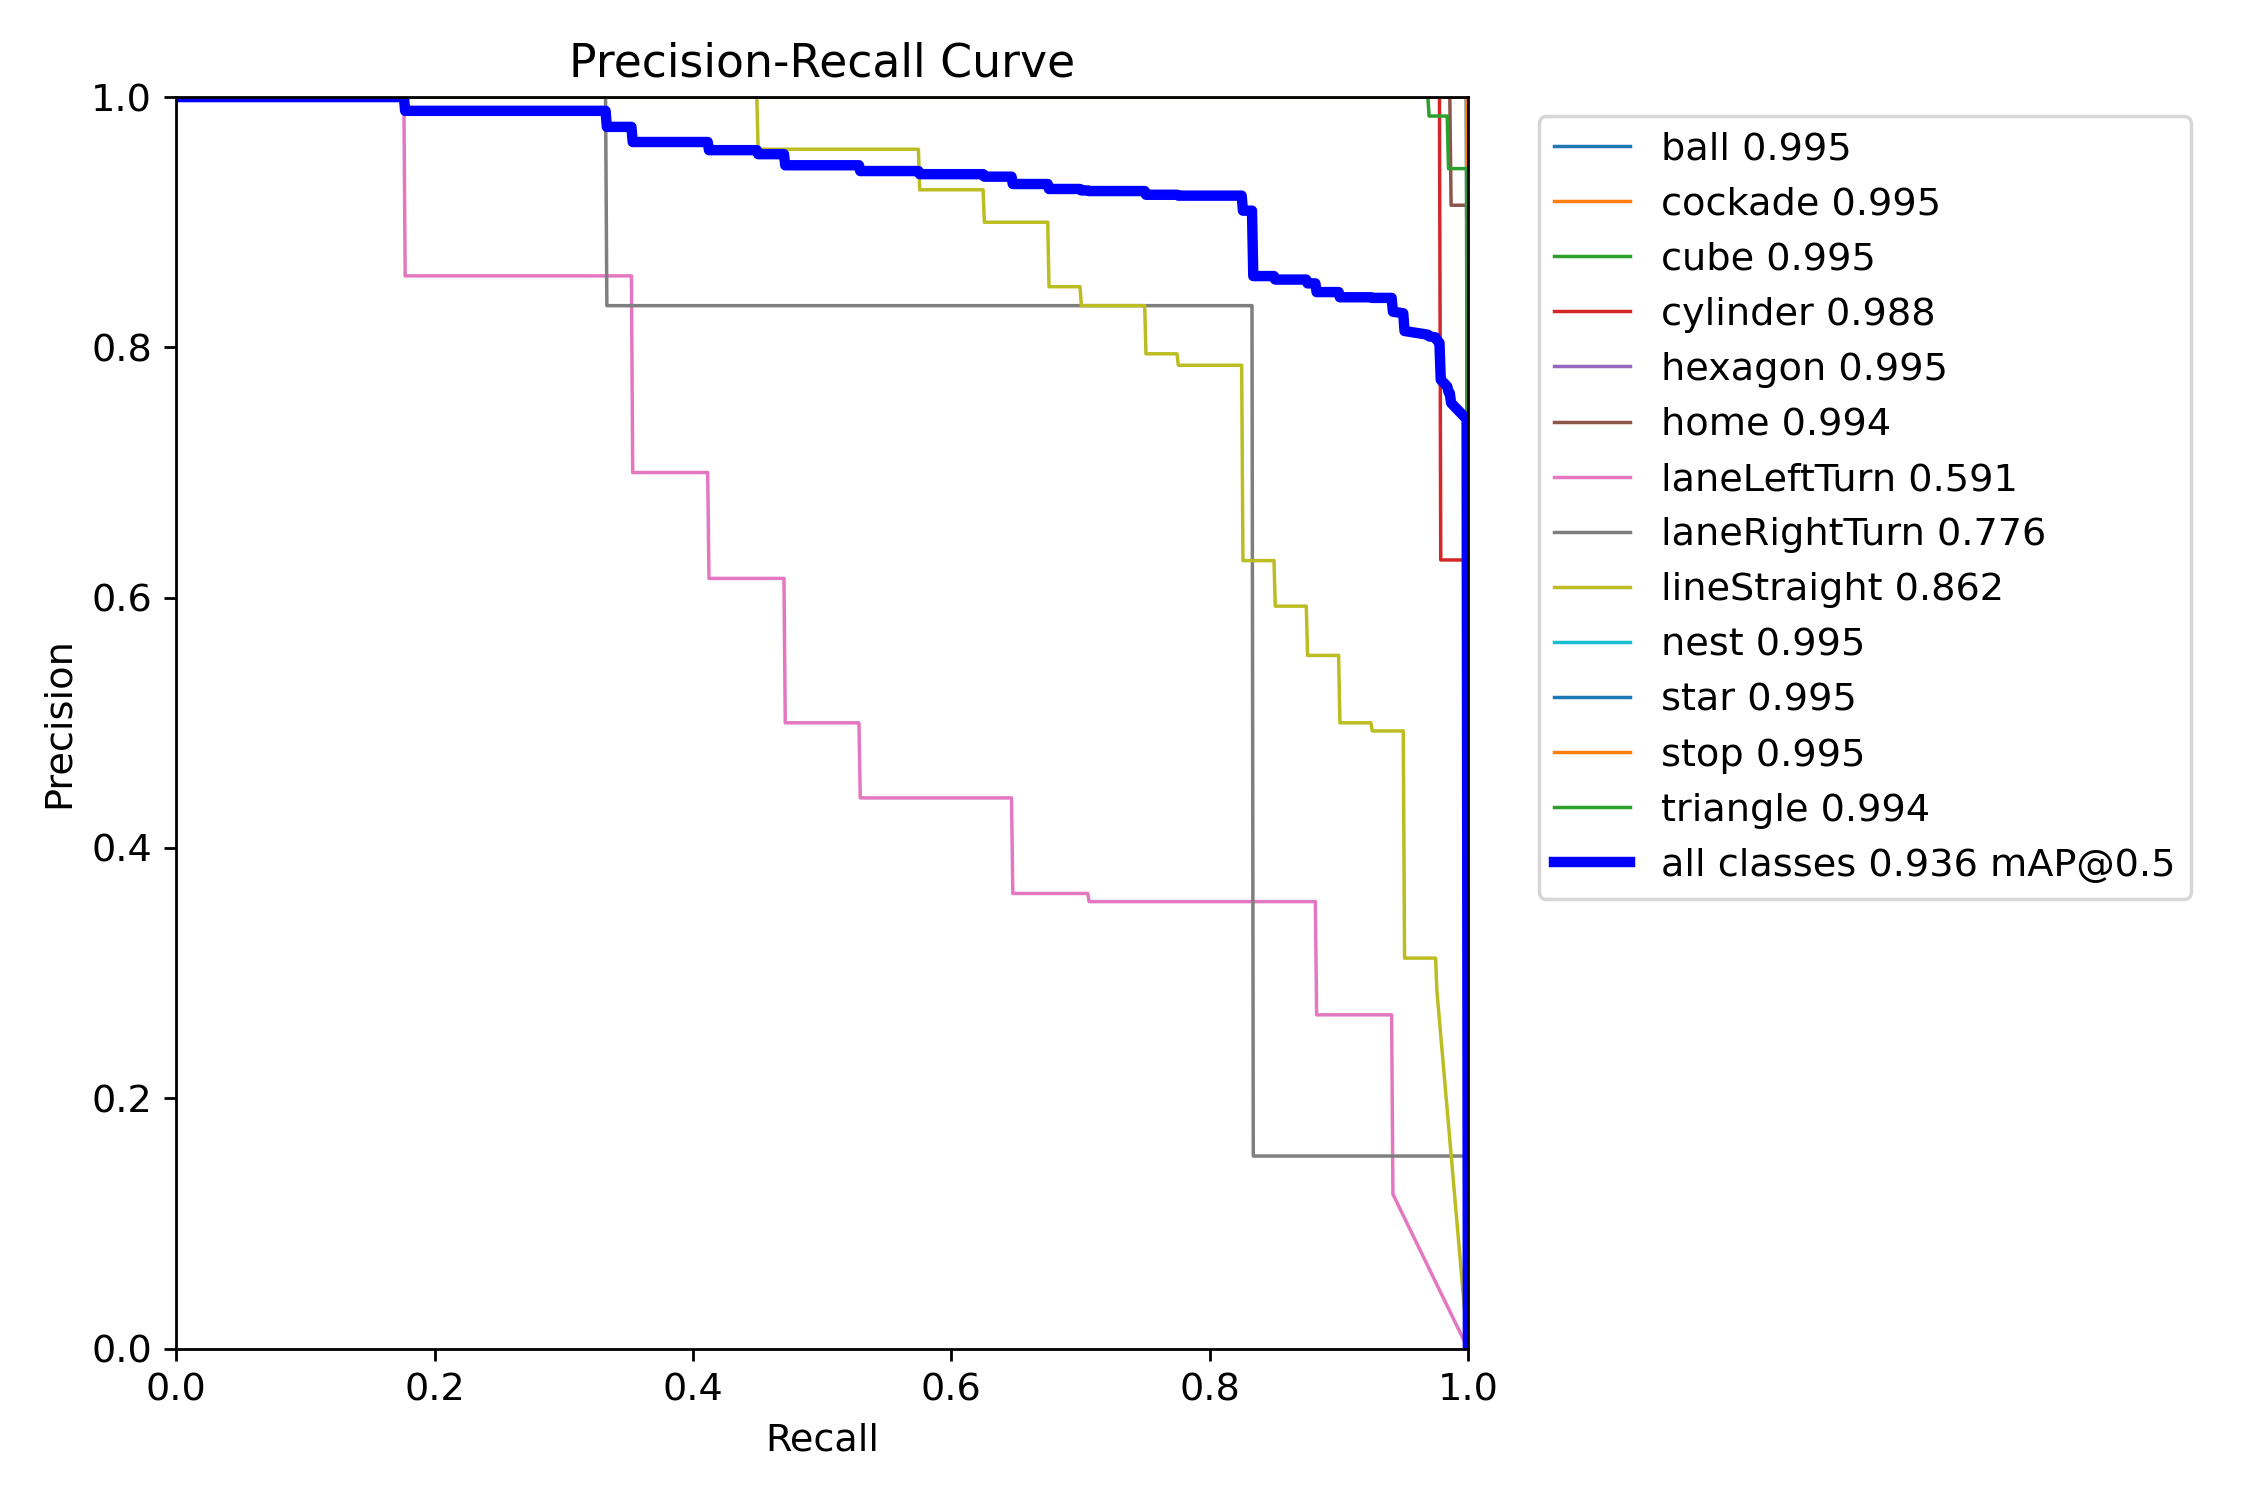 Precision-Recall Curve
1.0
0.8
0.6
0.4
0.2
0.0
Precision
0.0 0.2 0.4 0.6 0.8 1.0
Recall
ball 0.995
cockade 0.995
cube 0.995
cylinder 0.988
hexagon 0.995
home 0.994
laneLeftTurn 0.591
laneRightTurn 0.776
lineStraight 0.862
nest 0.995
star 0.995
stop 0.995
triangle 0.994
all classes 0.936 mAP@0.5